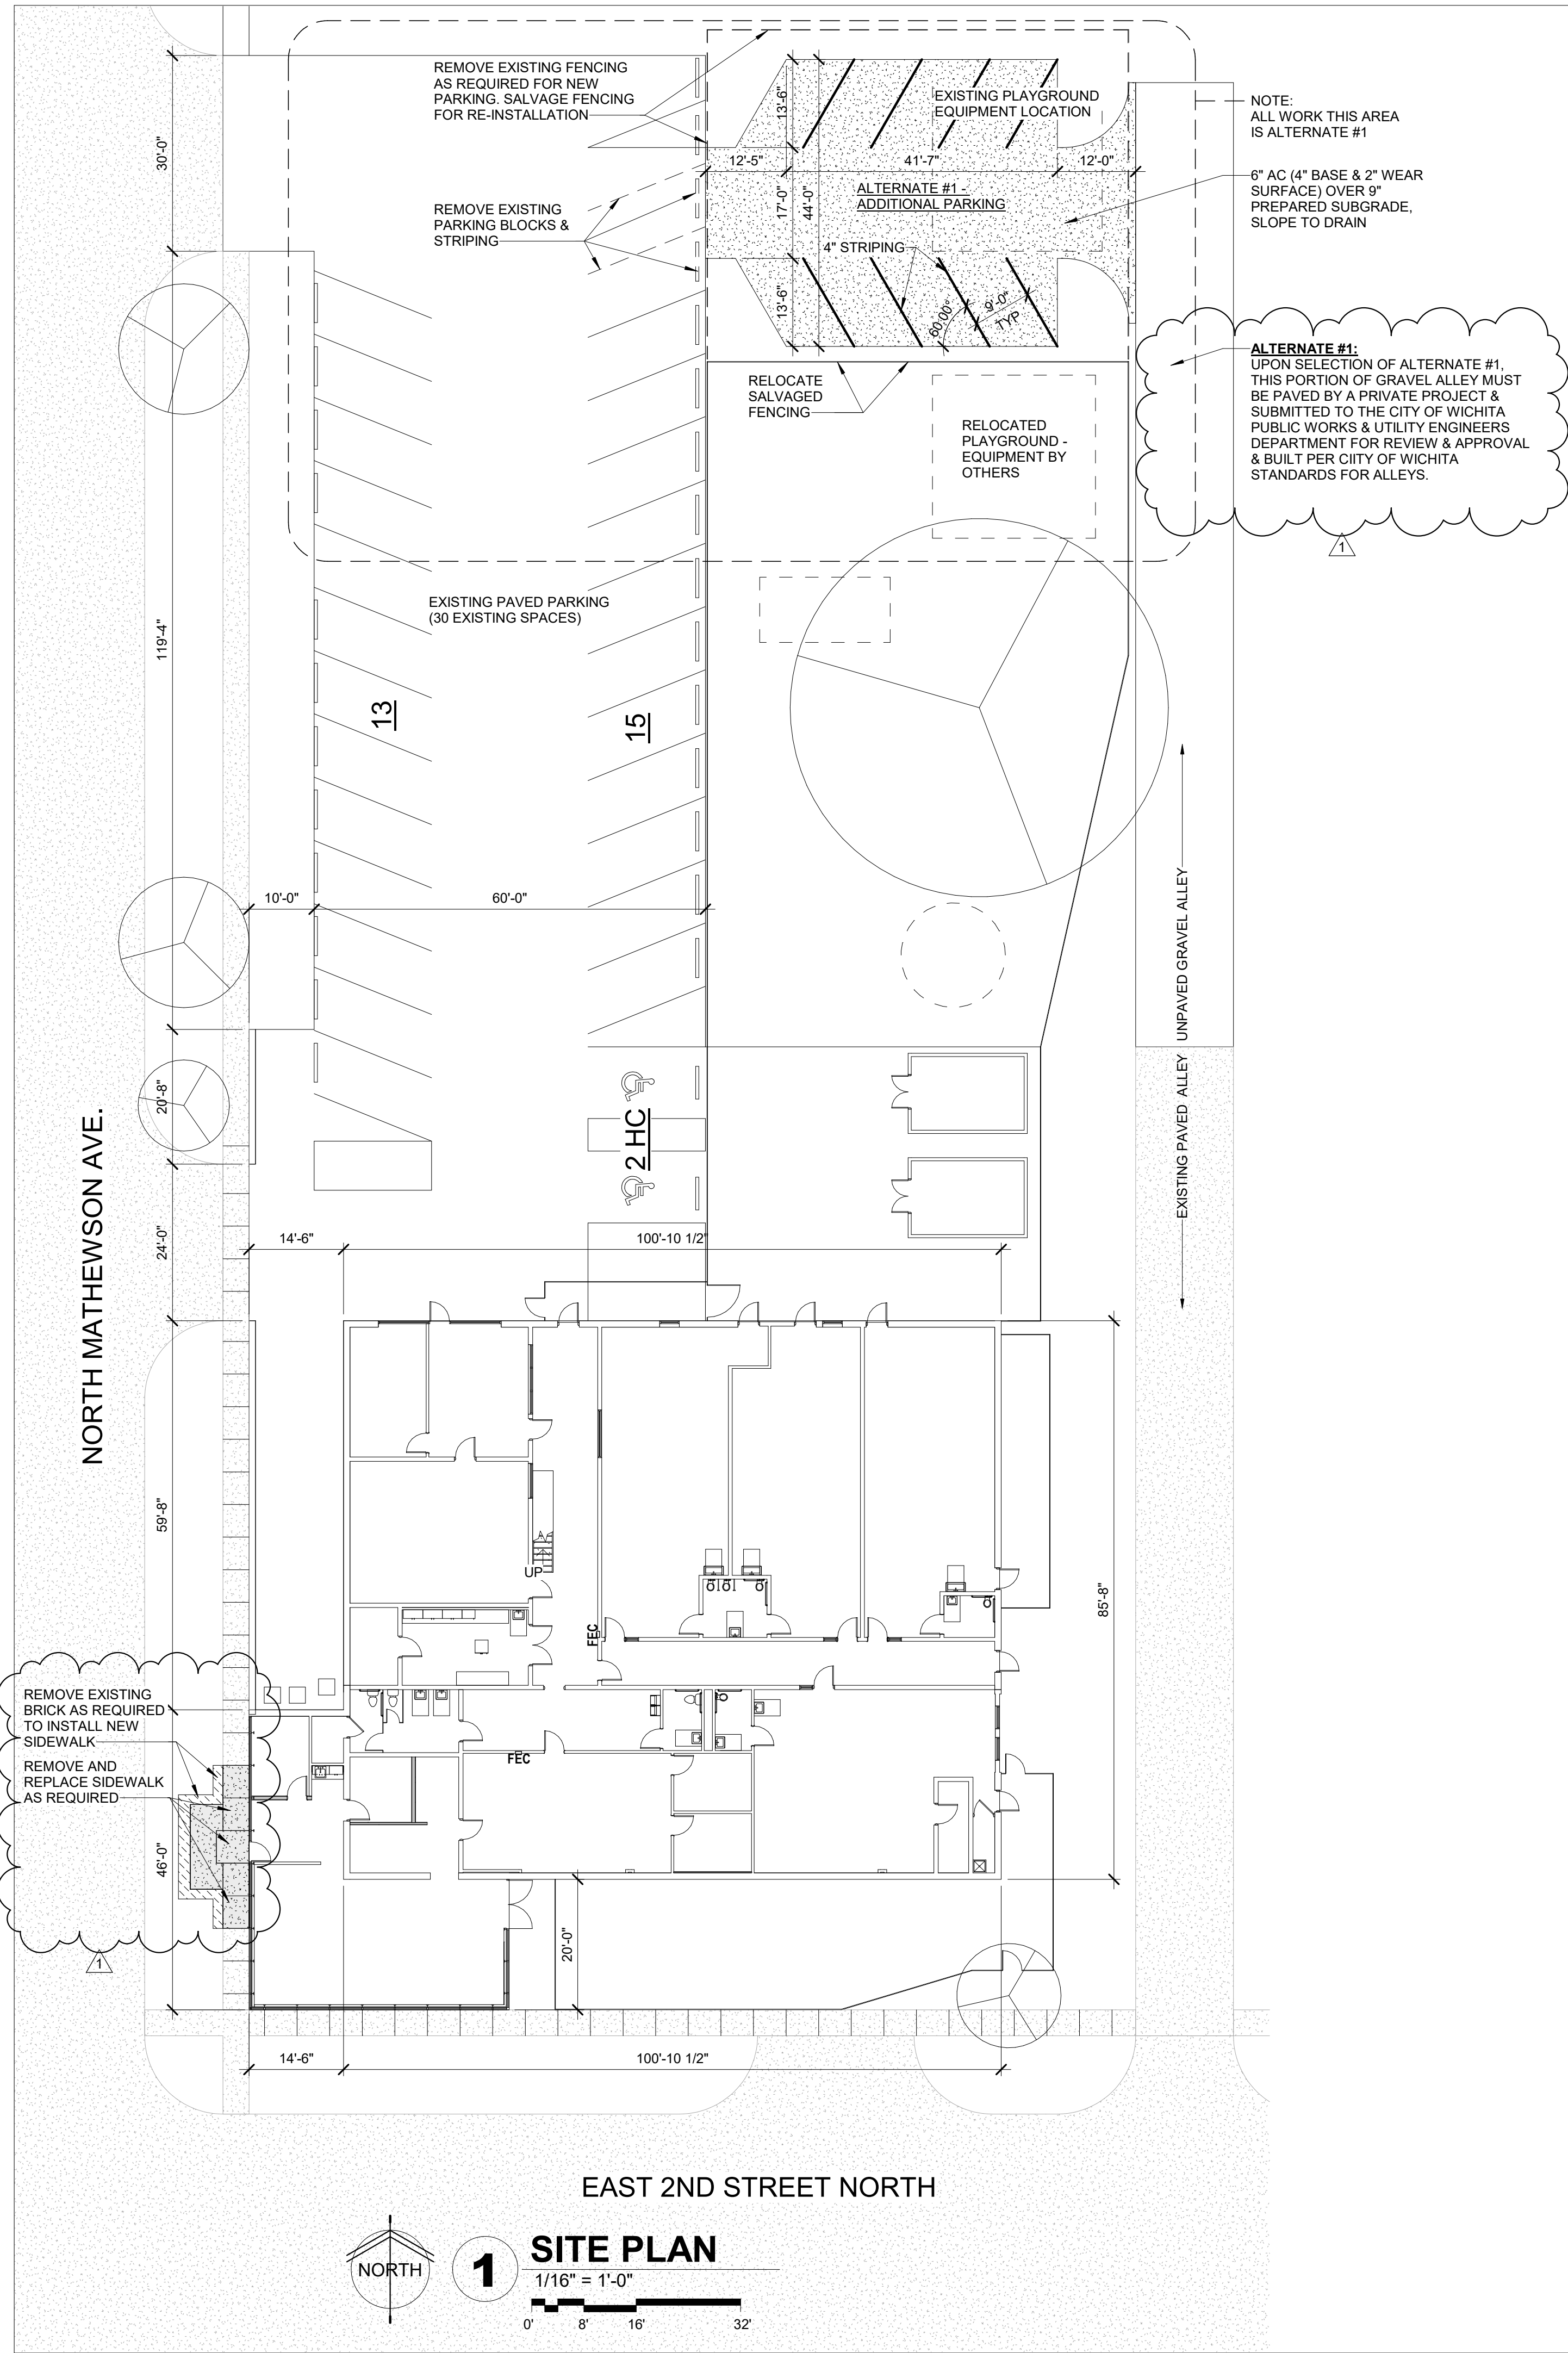 REMOVE EXISTING FENCING
AS REQUIRED FOR NEW
PARKING. SALVAGE FENCING
FOR RE-INSTALLATION
EXISTING PLAYGROUND
EQUIPMENT LOCATION
NOTE:
ALL WORK THIS AREA
IS ALTERNATE #1
30'-0"
13'-6"
12'-5"
41'-7"
12'-0"
6" AC (4" BASE & 2" WEAR
SURFACE) OVER 9"
PREPARED SUBGRADE,
SLOPE TO DRAIN
REMOVE EXISTING
PARKING BLOCKS &
STRIPING
17'-0"
44'-0"
ALTERNATE #1 -
ADDITIONAL PARKING
4" STRIPING
13'-6"
60.00°
9'-0"
TYP
ALTERNATE #1:
UPON SELECTION OF ALTERNATE #1,
THIS PORTION OF GRAVEL ALLEY MUST
BE PAVED BY A PRIVATE PROJECT &
SUBMITTED TO THE CITY OF WICHITA
PUBLIC WORKS & UTILITY ENGINEERS
DEPARTMENT FOR REVIEW & APPROVAL
& BUILT PER CIITY OF WICHITA
STANDARDS FOR ALLEYS.
1
RELOCATE
SALVAGED
FENCING
RELOCATED
PLAYGROUND -
EQUIPMENT BY
OTHERS
EXISTING PAVED PARKING
(30 EXISTING SPACES)
119'-4"
13
15
10'-0"
60'-0"
UNPAVED GRAVEL ALLEY
EXISTING PAVED ALLEY
20'-8"
2 HC
NORTH MATHEWSON AVE.
24'-0"
14'-6"
100'-10 1/2"
59'-8"
UP
85'-8"
FEC
REMOVE EXISTING
BRICK AS REQUIRED
TO INSTALL NEW
SIDEWALK
REMOVE AND
REPLACE SIDEWALK
AS REQUIRED
FEC
46'-0"
1
20'-0"
14'-6"
100'-10 1/2"
EAST 2ND STREET NORTH
NORTH
1
SITE PLAN
1/16" = 1'-0"
0' 8' 16' 32'